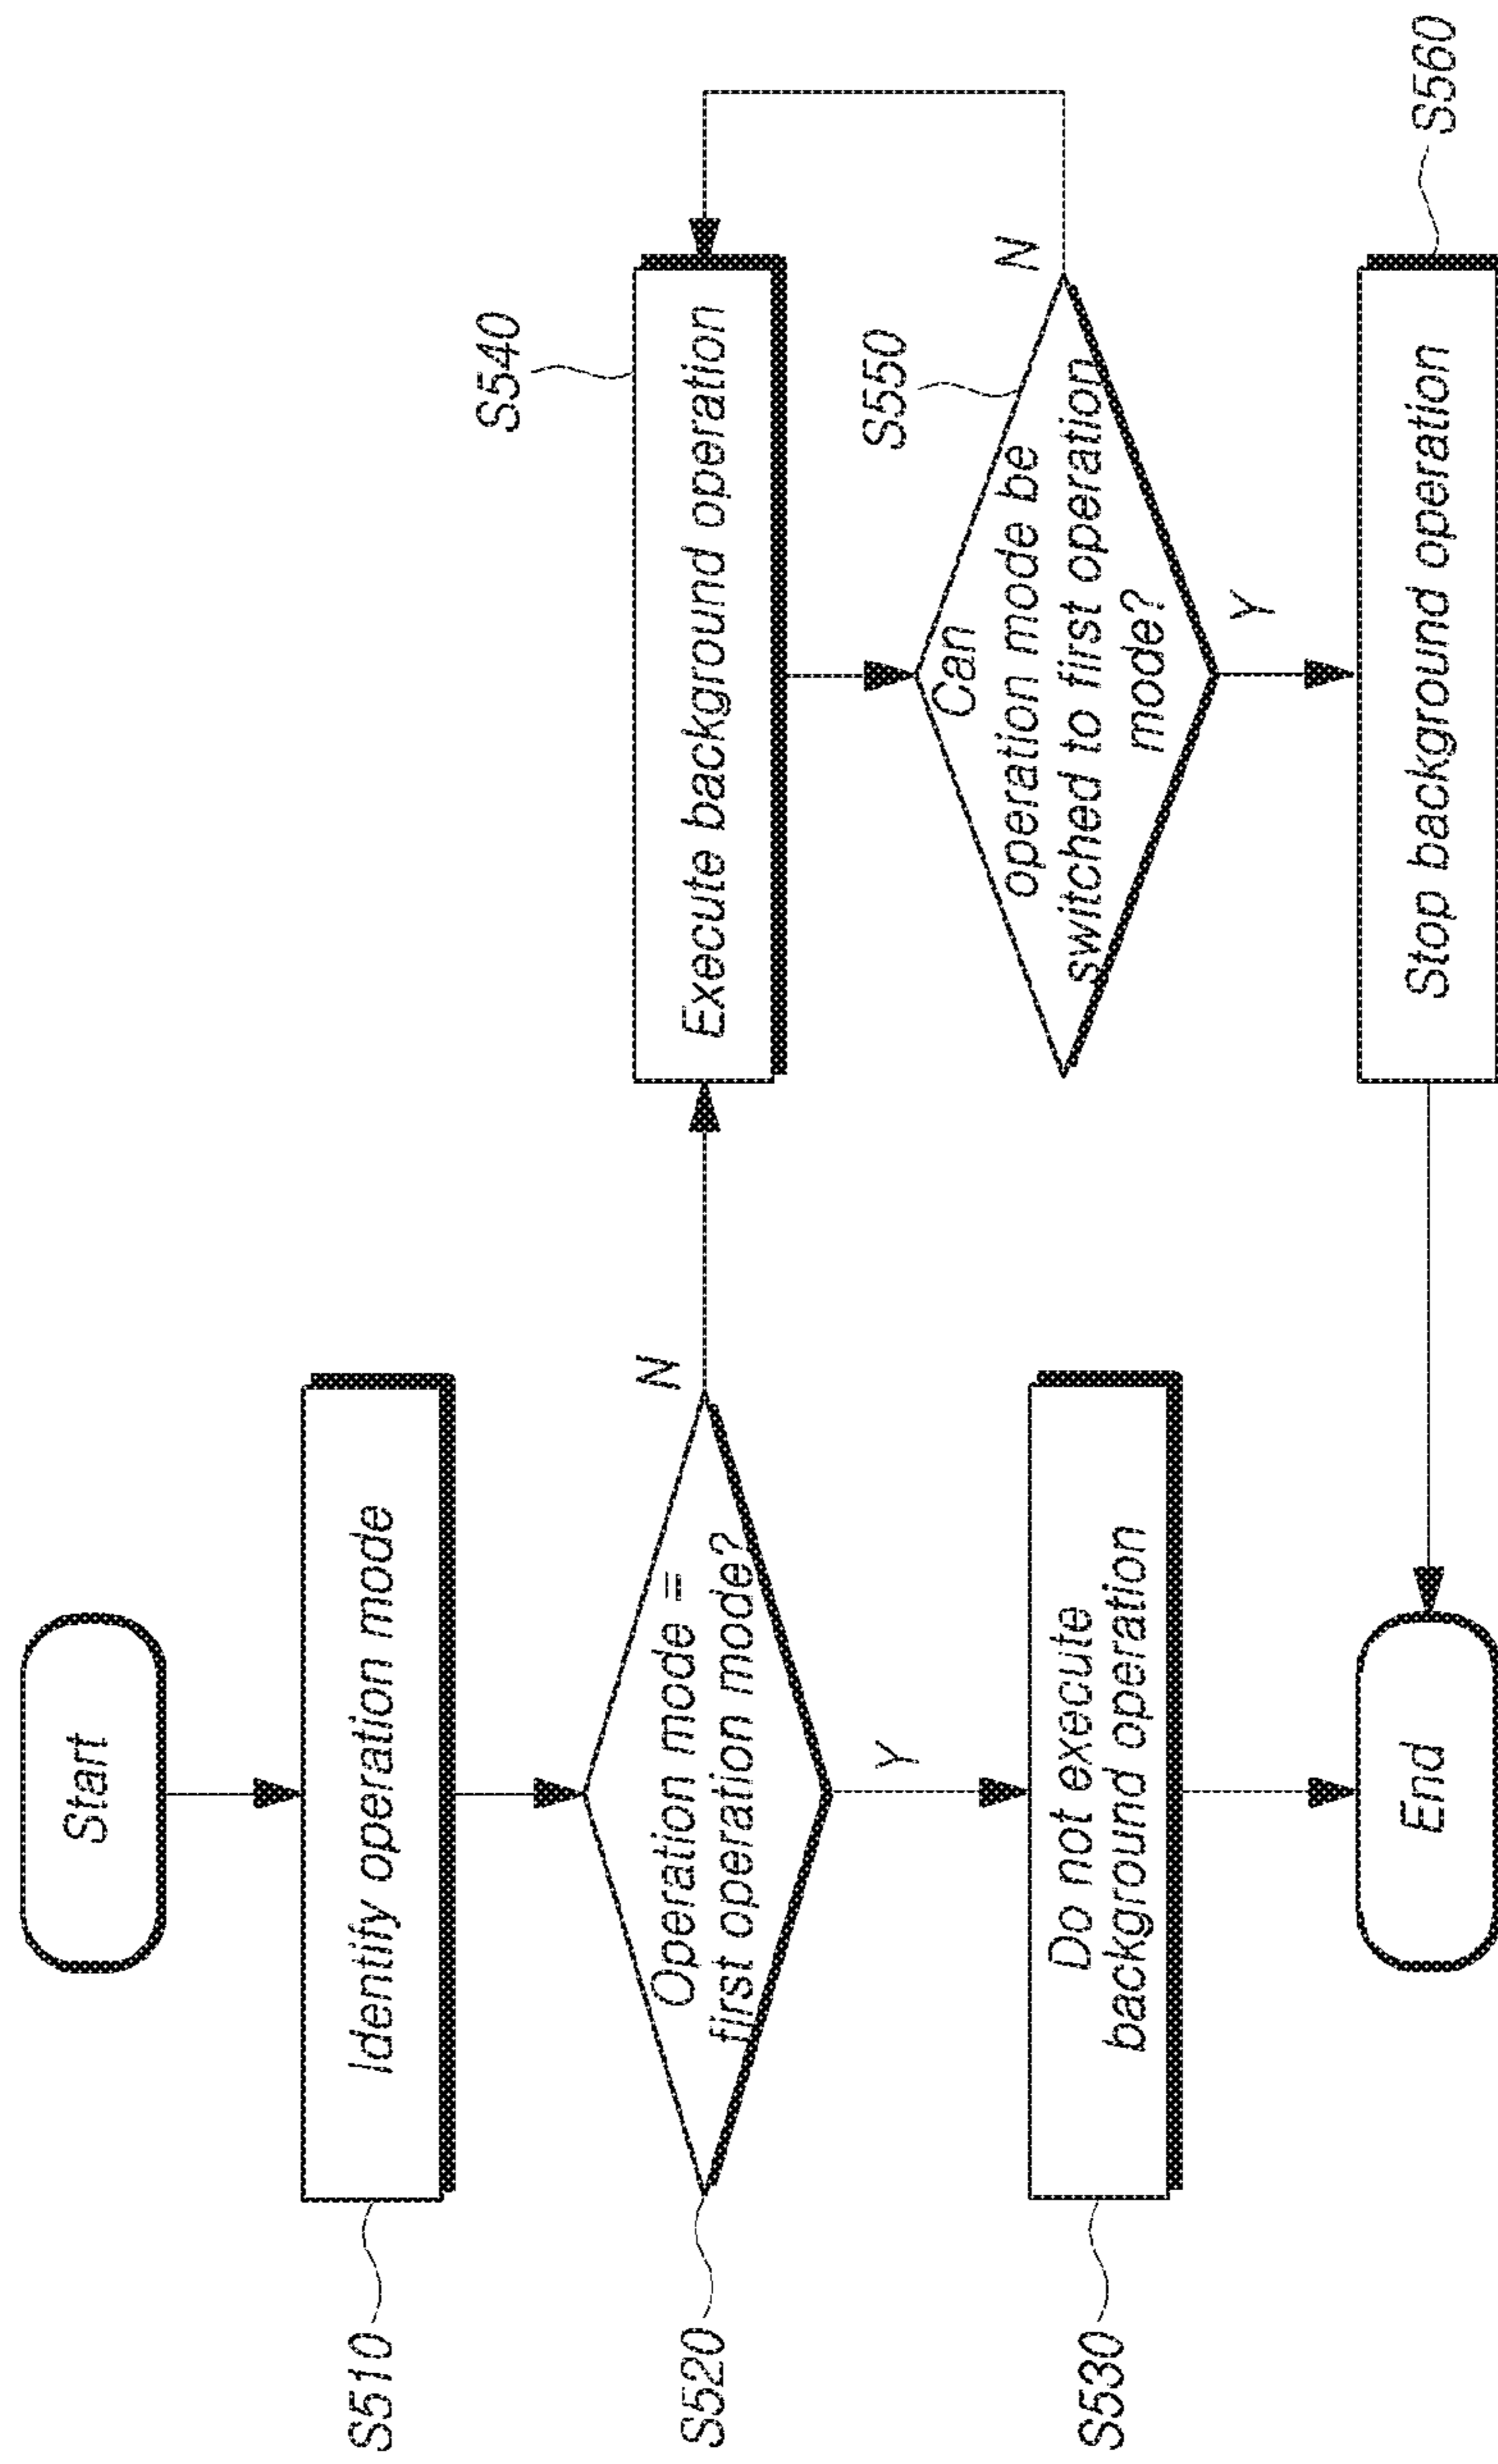 Start
Identify operation mode
S510
Operation mode =
first operation mode?
S520
N
Y
Do not execute
background operation
S530
End
Execute background operation
S540
Can
operation mode be
switched to first operation
mode?
S550
N
Y
Stop background operation
S560